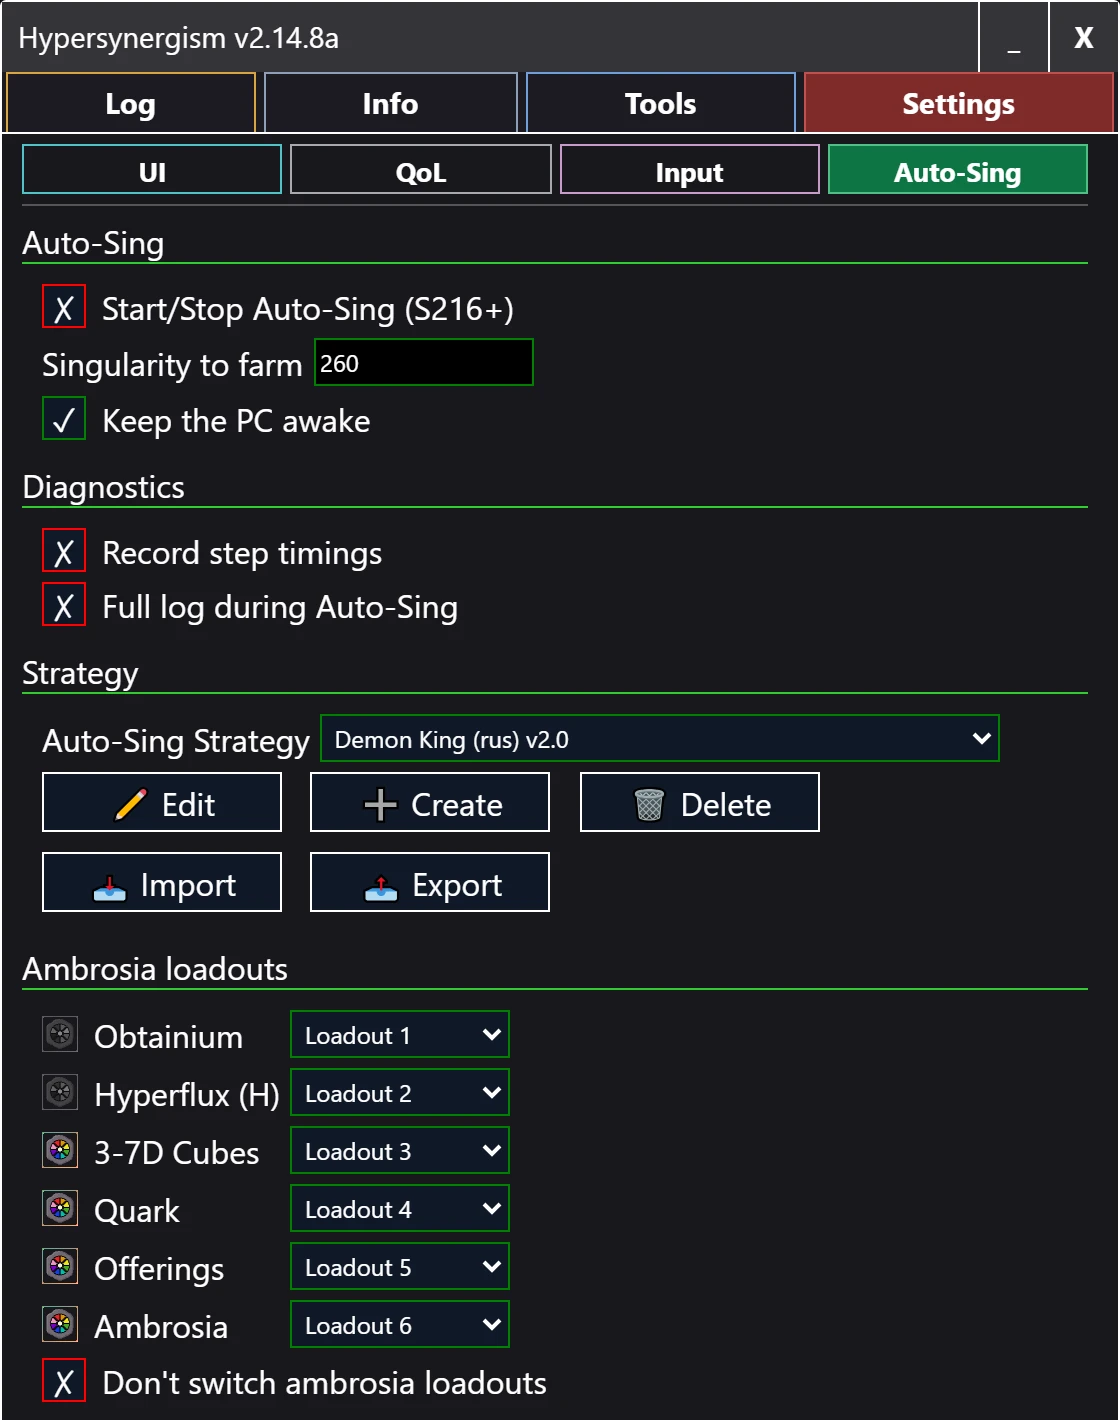 Hypersynergism v2.14.8a _ X
Log Info Tools Settings
UI QoL Input Auto-Sing
Auto-Sing
Start/Stop Auto-Sing (S216+)
Singularity to farm 260
Keep the PC awake
Diagnostics
Record step timings
Full log during Auto-Sing
Strategy
Auto-Sing Strategy Demon King (rus) v2.0
Edit Create Delete
Import Export
Ambrosia loadouts
Obtainium Loadout 1
Hyperflux (H) Loadout 2
3-7D Cubes Loadout 3
Quark Loadout 4
Offerings Loadout 5
Ambrosia Loadout 6
Don't switch ambrosia loadouts